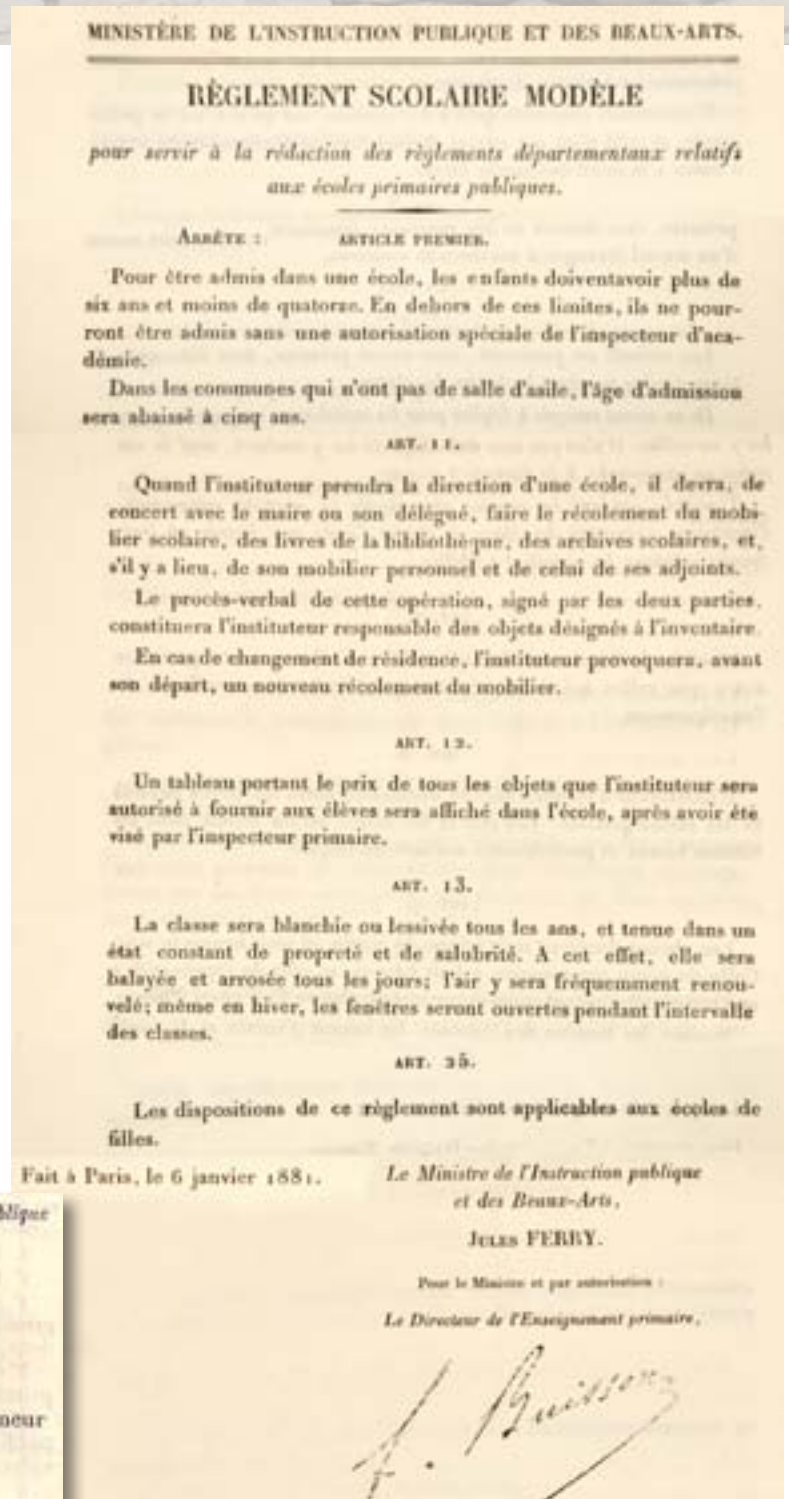 MINISTÈRE DE L'INSTRUCTION PUBLIQUE ET DES BEAUX-ARTS.
RÈGLEMENT SCOLAIRE MODÈLE
pour servir à la rédaction des règlements départementaux relatifs
aux écoles primaires publiques.
ARRÊTE : ARTICLE PREMIER.
Pour être admis dans une école, les enfants doiventavoir plus de
six ans et moins de quatorze. En dehors de ces limites, ils ne pour-
ront être admis sans une autorisation spéciale de l'inspecteur d'aca-
démie.
Dans les communes qui n'ont pas de salle d'asile, l'âge d'admission
sera abaissé à cinq ans.
ART. 11.
Quand l'instituteur prendra la direction d'une école, il devra, de
concert avec le maire ou son délégué, faire le récolement du mobi-
lier scolaire, des livres de la bibliothèque, des archives scolaires, et,
s'il y a lieu, de son mobilier personnel et de celui de ses adjoints.
Le procès-verbal de cette opération, signé par les deux parties,
constituera l'instituteur responsable des objets désignés à l'inventaire
En cas de changement de résidence, l'instituteur provoquera, avant
son départ, un nouveau récolement du mobilier.
ART. 12.
Un tableau portant le prix de tous les objets que l'instituteur sera
autorisé à fournir aux élèves sera affiché dans l'école, après avoir été
visé par l'inspecteur primaire.
ART. 13.
La classe sera blanchie ou lessivée tous les ans, et tenue dans un
état constant de propreté et de salubrité. A cet effet, elle sera
balayée et arrosée tous les jours; l'air y sera fréquemment renou-
velé; même en hiver, les fenêtres seront ouvertes pendant l'intervalle
des classes.
ART. 25.
Les dispositions de ce règlement sont applicables aux écoles de
filles.
Fait à Paris, le 6 janvier 1881.
Le Ministre de l'Instruction publique
et des Beaux-Arts,
JULES FERRY.
Pour le Ministre et par autorisation :
Le Directeur de l'Enseignement primaire,
f. Buisson
blique
neur